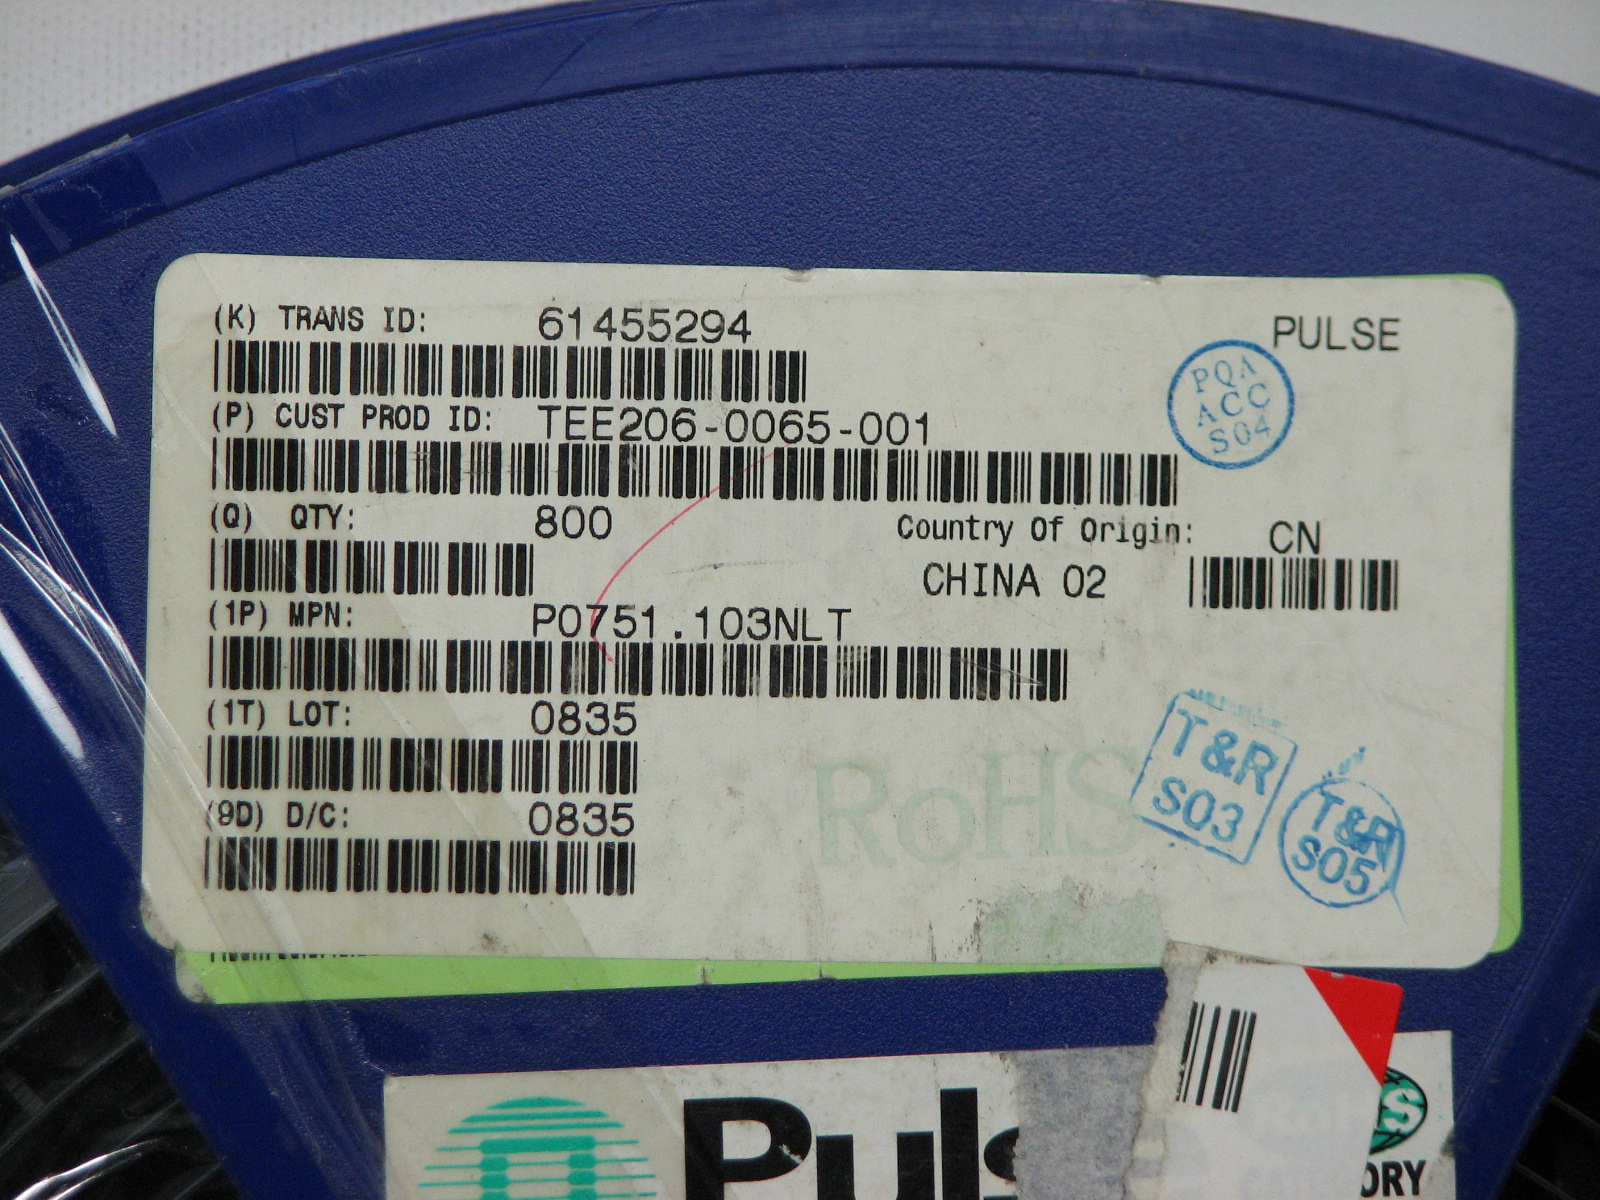 (K) TRANS ID: 61455294
PULSE
PQA
ACC
S04
(P) CUST PROD ID: TEE206-0065-001
(Q) QTY: 800
Country Of Origin: CN
CHINA 02
(1P) MPN: P0751.103NLT
(1T) LOT: 0835
T&R
S03
T&R
S05
(9D) D/C: 0835
RoHS
Puls